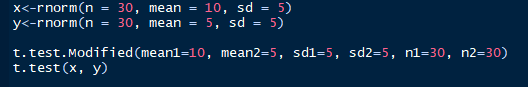 x<-rnorm(n = 30, mean = 10, sd = 5)
y<-rnorm(n = 30, mean = 5, sd = 5)
t.test.Modified(mean1=10, mean2=5, sd1=5, sd2=5, n1=30, n2=30)
t.test(x, y)